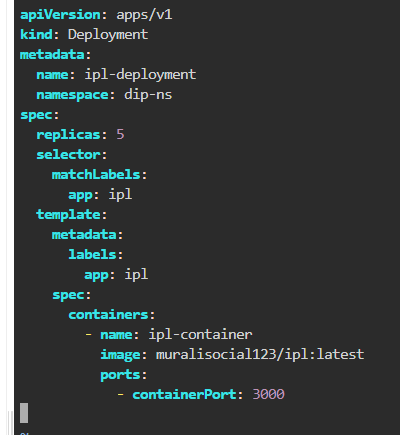 apiVersion: apps/v1
kind: Deployment
metadata:
  name: ipl-deployment
  namespace: dip-ns
spec:
  replicas: 5
  selector:
    matchLabels:
      app: ipl
  template:
    metadata:
      labels:
        app: ipl
    spec:
      containers:
        - name: ipl-container
          image: muralisocial123/ipl:latest
          ports:
            - containerPort: 3000